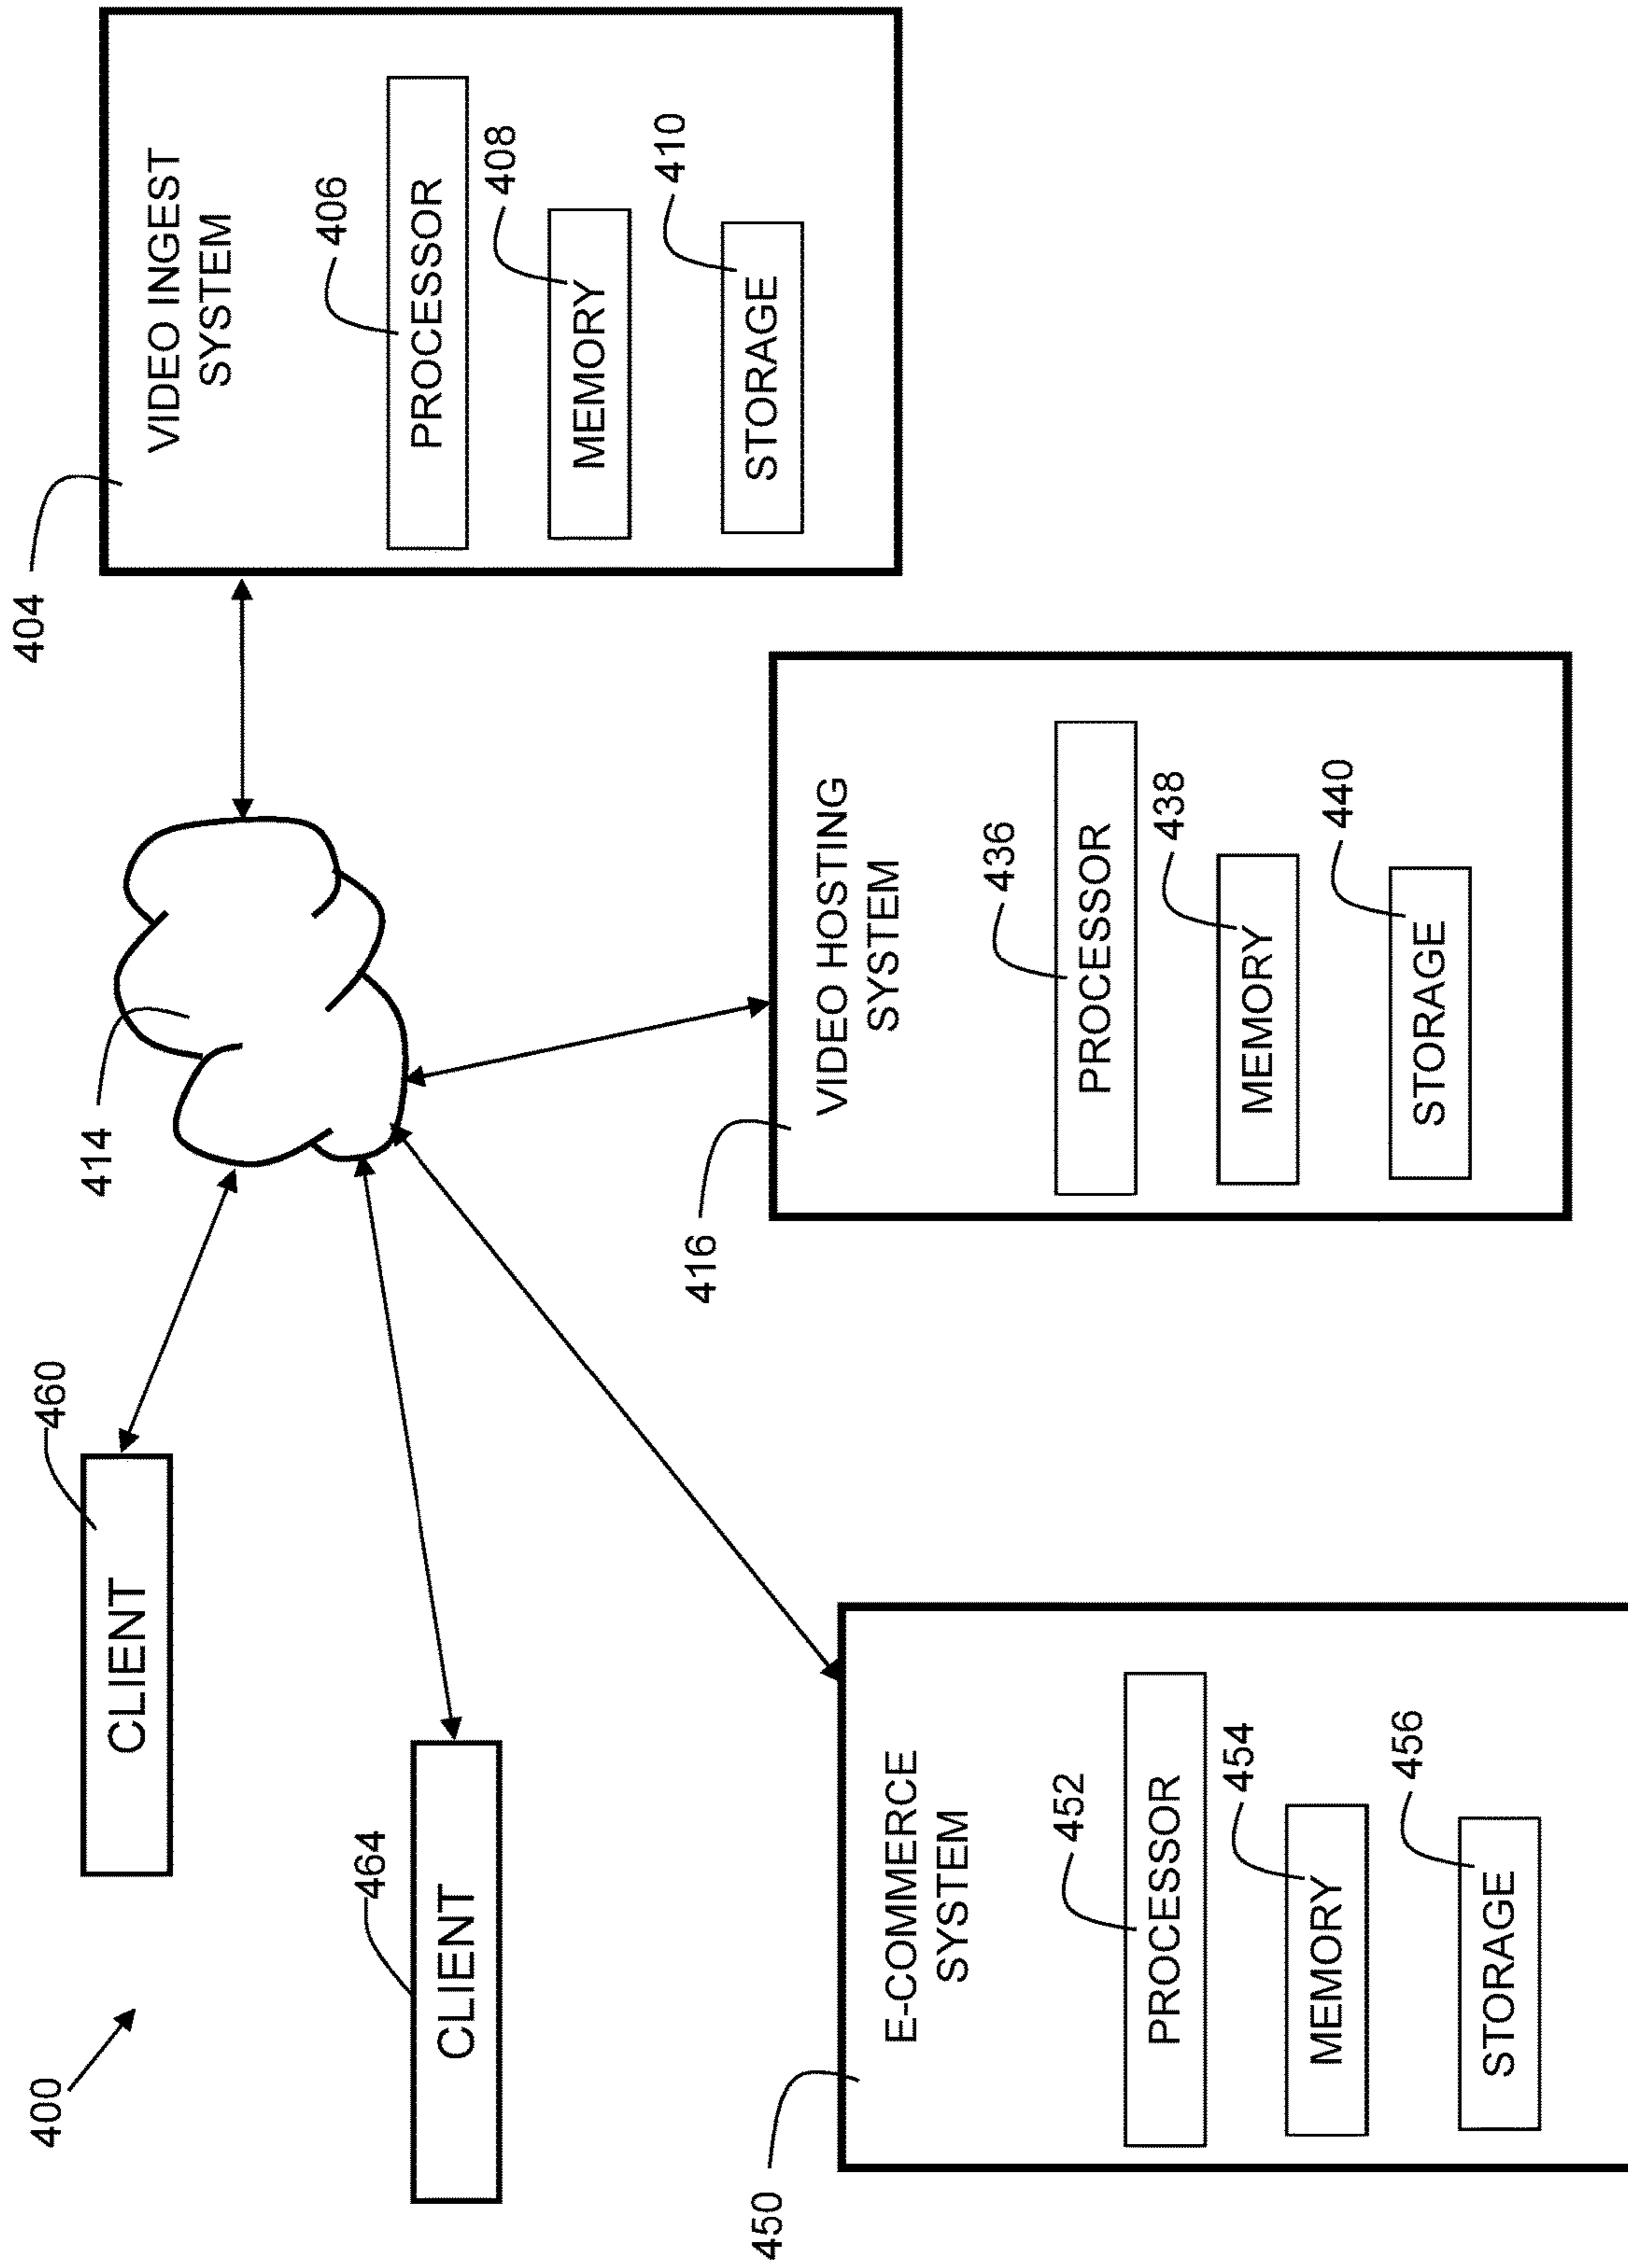 400
CLIENT
460
CLIENT
464
414
404
VIDEO INGEST
SYSTEM
406
PROCESSOR
408
MEMORY
410
STORAGE
416
VIDEO HOSTING
SYSTEM
436
PROCESSOR
438
MEMORY
440
STORAGE
450
E-COMMERCE
SYSTEM
452
PROCESSOR
454
MEMORY
456
STORAGE